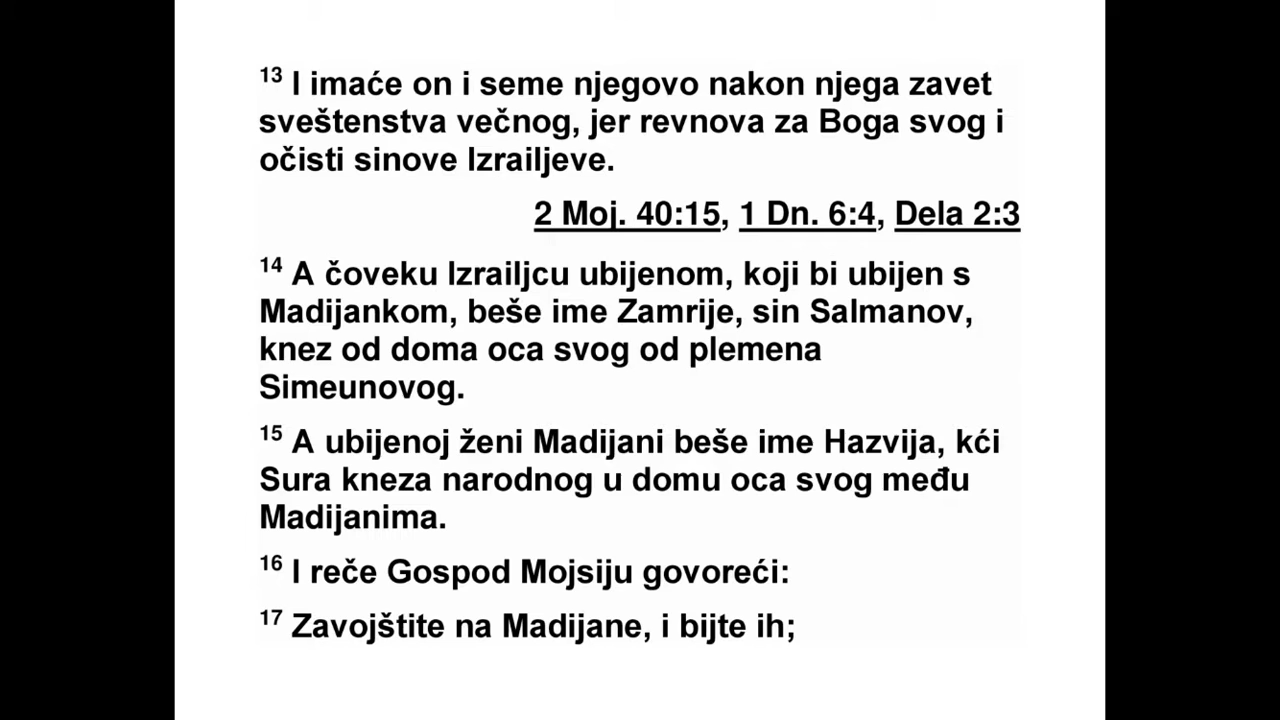 13 I imaće on i seme njegovo nakon njega zavet
sveštenstva večnog, jer revnova za Boga svog i
očisti sinove Izrailjeve.
2 Moj. 40:15, 1 Dn. 6:4, Dela 2:3
14 A čoveku Izrailjcu ubijenom, koji bi ubijen s
Madijankom, beše ime Zamrije, sin Salmanov,
knez od doma oca svog od plemena
Simeunovog.
15 A ubijenoj ženi Madijani beše ime Hazvija, kći
Sura kneza narodnog u domu oca svog među
Madijanima.
16 I reče Gospod Mojsiju govoreći:
17 Zavojštite na Madijane, i bijte ih;